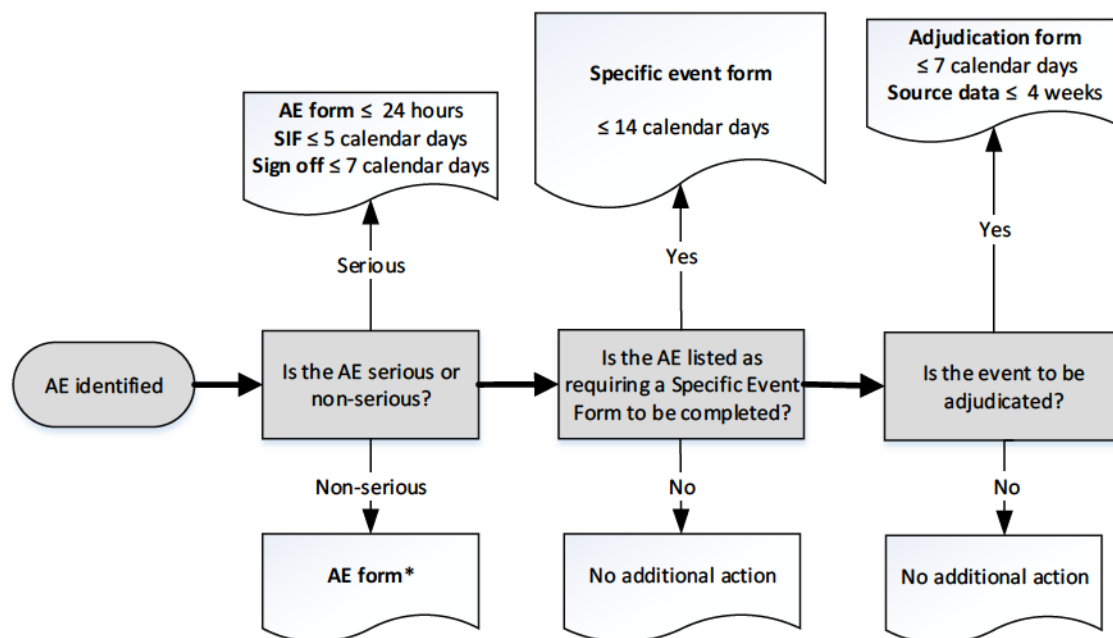 AE form ≤ 24 hours
SIF ≤ 5 calendar days
Sign off ≤ 7 calendar days
Specific event form
≤ 14 calendar days
Adjudication form
≤ 7 calendar days
Source data ≤ 4 weeks
Serious
Yes
Yes
AE identified
Is the AE serious or
non-serious?
Is the AE listed as
requiring a Specific Event
Form to be completed?
Is the event to be
adjudicated?
Non-serious
No
No
AE form*
No additional action
No additional action